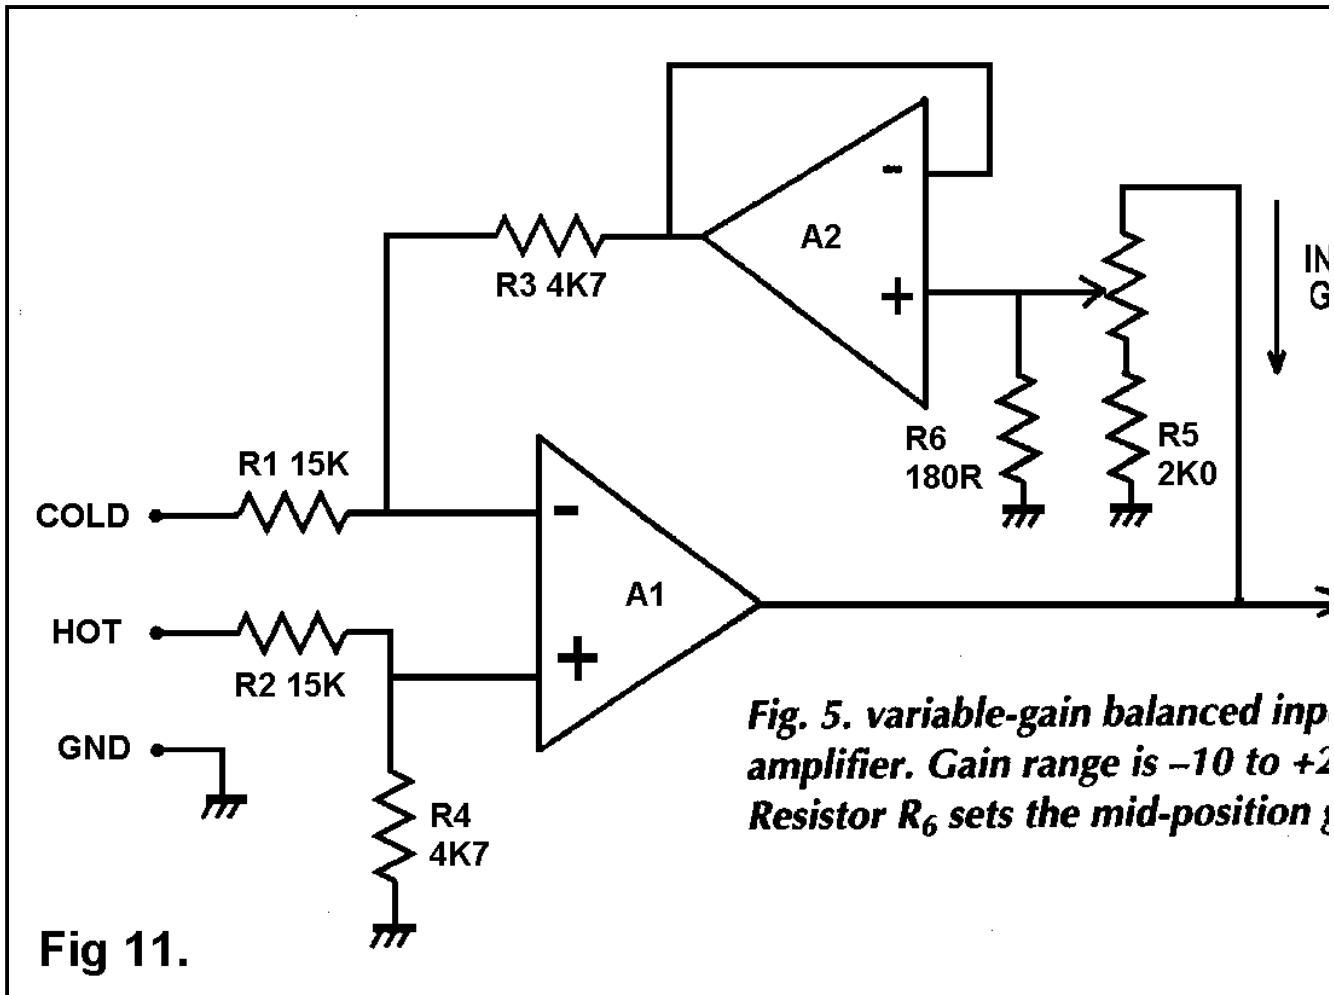 A2
R3 4K7
IN
G
R6
180R
R5
2K0
R1 15K
COLD
A1
HOT
R2 15K
GND
R4
4K7
Fig. 5. variable-gain balanced inp
amplifier. Gain range is –10 to +2
Resistor R6 sets the mid-position g
Fig 11.